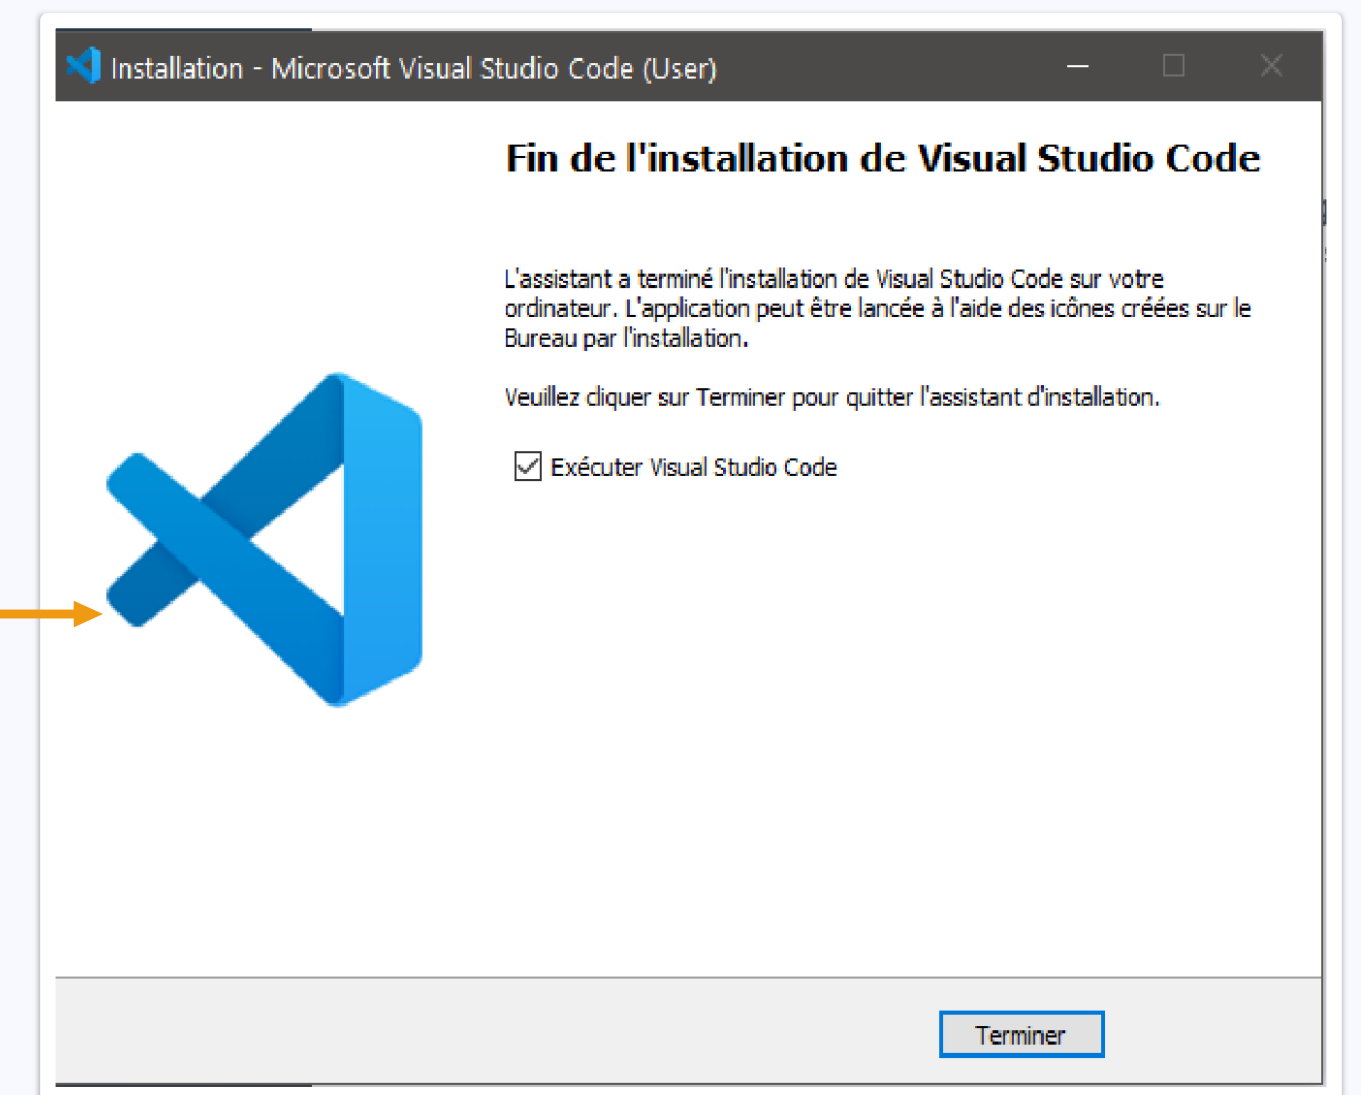 Installation - Microsoft Visual Studio Code (User)
Fin de l'installation de Visual Studio Code
L'assistant a terminé l'installation de Visual Studio Code sur votre
ordinateur. L'application peut être lancée à l'aide des icônes créées sur le
Bureau par l'installation.
Veuillez cliquer sur Terminer pour quitter l'assistant d'installation.
Exécuter Visual Studio Code
Terminer